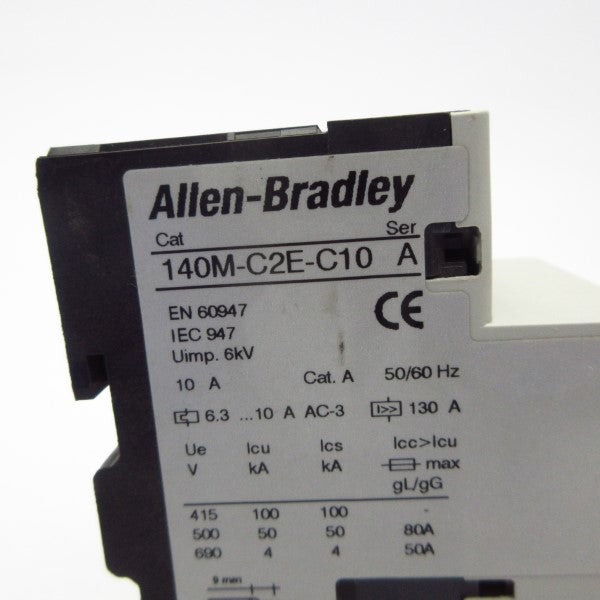 Allen-Bradley
Cat Ser
140M-C2E-C10 A
EN 60947
IEC 947
Uimp. 6kV
CE
10 A Cat. A 50/60 Hz
6.3 ...10 A AC-3 I>> 130 A
Ue Icu Ics Icc>Icu
V kA kA max
gL/gG
415 100 100 -
500 50 50 80A
690 4 4 50A
9 mm